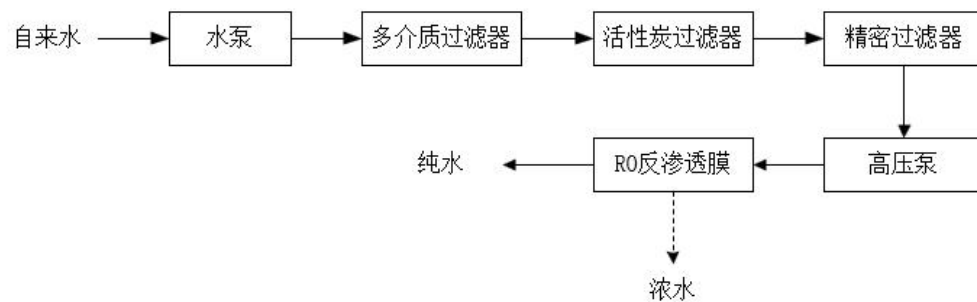 自来水
水泵
多介质过滤器
活性炭过滤器
精密过滤器
高压泵
RO反渗透膜
纯水
浓水